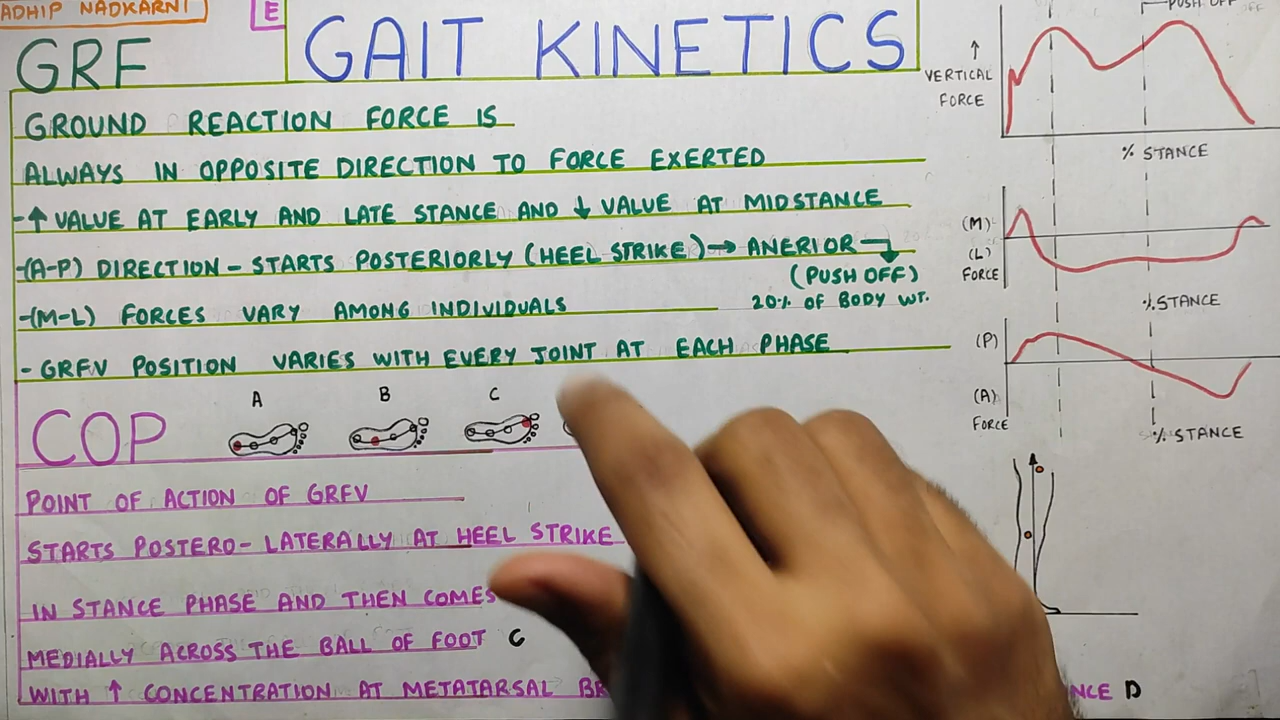 ADHIP NADKARNI
E
GRF
GAIT KINETICS
GROUND REACTION FORCE IS
ALWAYS IN OPPOSITE DIRECTION TO FORCE EXERTED
-↑ VALUE AT EARLY AND LATE STANCE AND ↓ VALUE AT MIDSTANCE
-(A-P) DIRECTION - STARTS POSTERIORLY (HEEL STRIKE) → ANERIOR
(PUSH OFF)
20% OF BODY WT.
-(M-L) FORCES VARY AMONG INDIVIDUALS
- GRFV POSITION VARIES WITH EVERY JOINT AT EACH PHASE
COP
A B C
POINT OF ACTION OF GRFV
STARTS POSTERO-LATERALLY AT HEEL STRIKE
IN STANCE PHASE AND THEN COMES
MEDIALLY ACROSS THE BALL OF FOOT C
WITH ↑ CONCENTRATION AT METATARSAL
D
PUSH OFF
↑
VERTICAL
FORCE
% STANCE
(M)
(L)
FORCE
% STANCE
(P)
(A)
FORCE
% STANCE